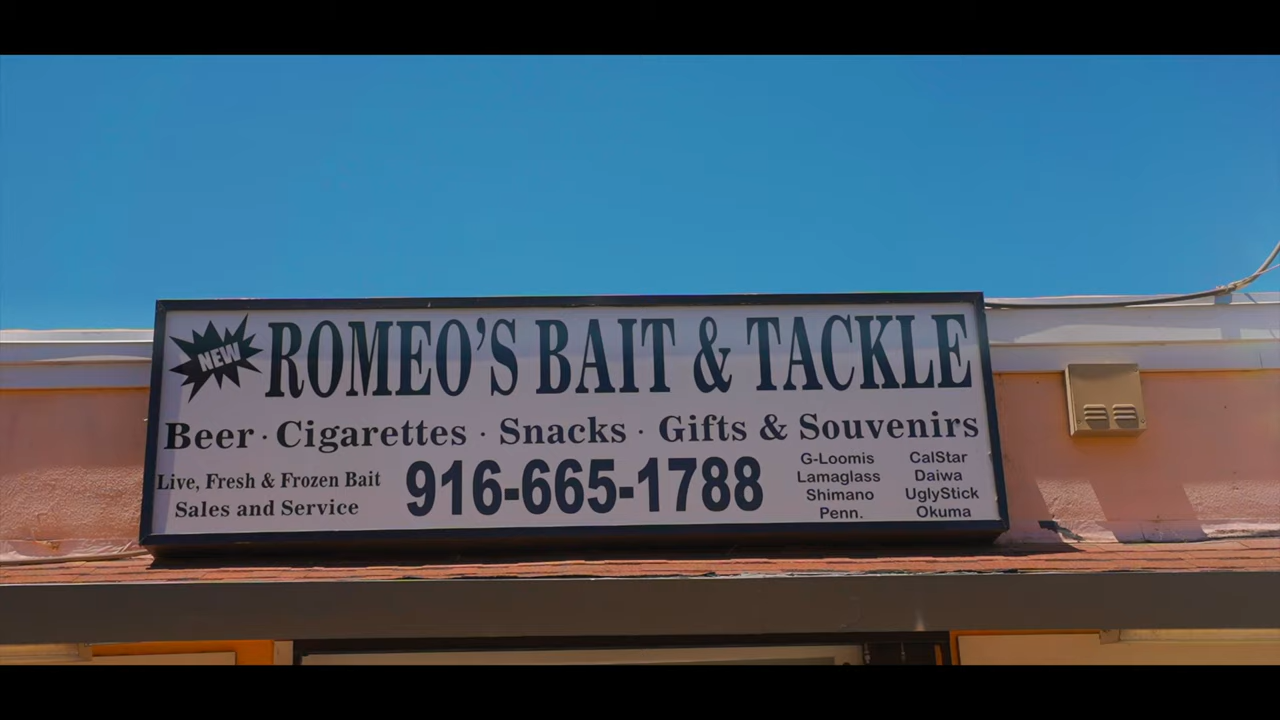 NEW
ROMEO'S BAIT & TACKLE
Beer · Cigarettes · Snacks · Gifts & Souvenirs
Live, Fresh & Frozen Bait
Sales and Service
916-665-1788
G-Loomis
Lamaglass
Shimano
Penn.
CalStar
Daiwa
UglyStick
Okuma